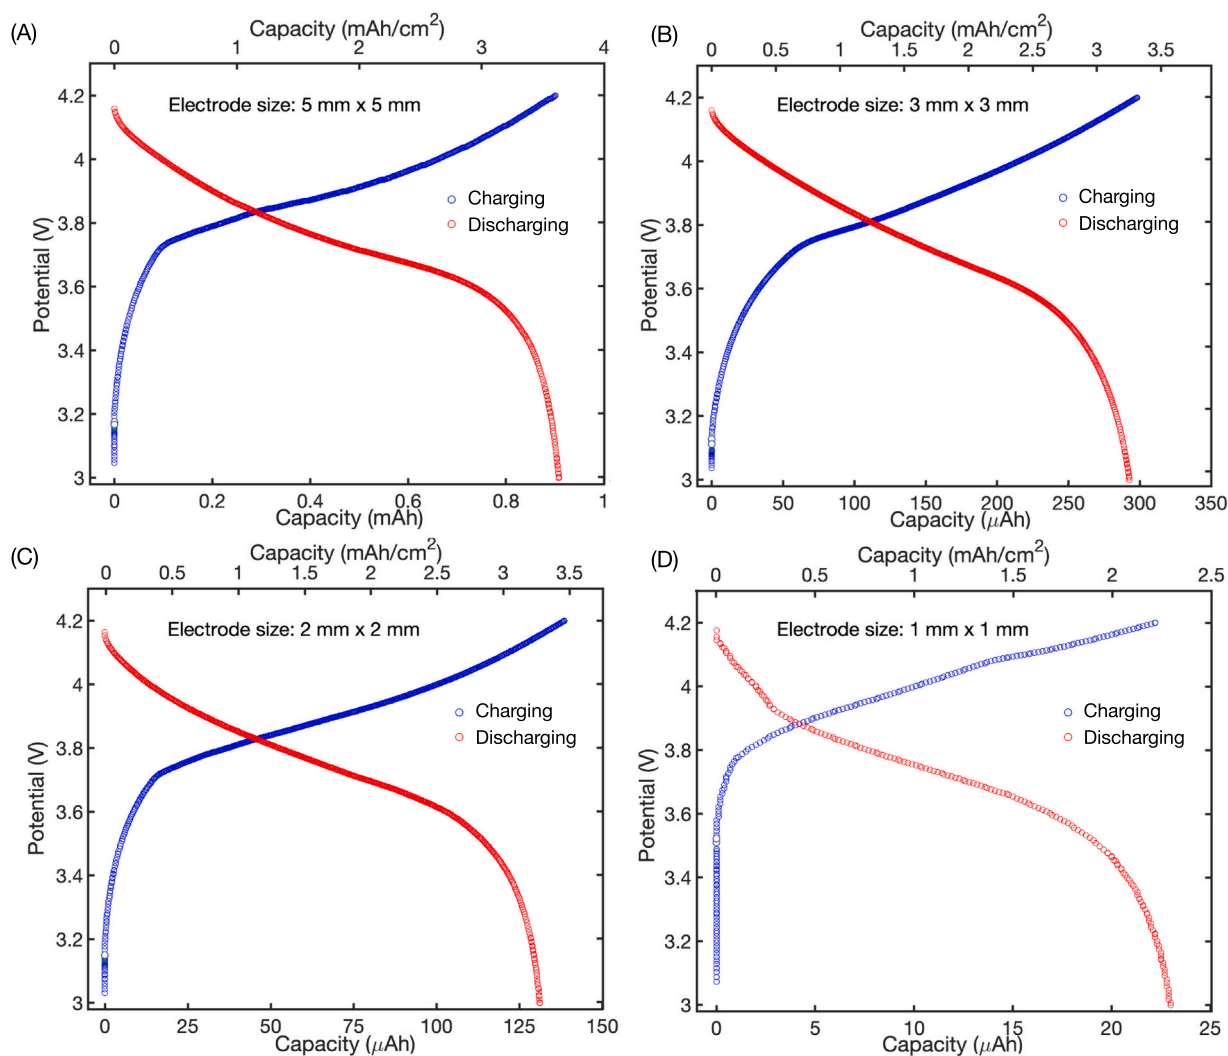 (A)
Capacity (mAh/cm²)
0 1 2 3 4
Electrode size: 5 mm x 5 mm
4.2
4
3.8
3.6
3.4
3.2
3
Potential (V)
Charging
Discharging
0 0.2 0.4 0.6 0.8 1
Capacity (mAh)
(B)
Capacity (mAh/cm²)
0 0.5 1 1.5 2 2.5 3 3.5
Electrode size: 3 mm x 3 mm
4.2
4
3.8
3.6
3.4
3.2
3
Potential (V)
Charging
Discharging
0 50 100 150 200 250 300 350
Capacity (μAh)
(C)
Capacity (mAh/cm²)
0 0.5 1 1.5 2 2.5 3 3.5
Electrode size: 2 mm x 2 mm
4.2
4
3.8
3.6
3.4
3.2
3
Potential (V)
Charging
Discharging
0 25 50 75 100 125 150
Capacity (μAh)
(D)
Capacity (mAh/cm²)
0 0.5 1 1.5 2 2.5
Electrode size: 1 mm x 1 mm
4.2
4
3.8
3.6
3.4
3.2
3
Potential (V)
Charging
Discharging
0 5 10 15 20 25
Capacity (μAh)